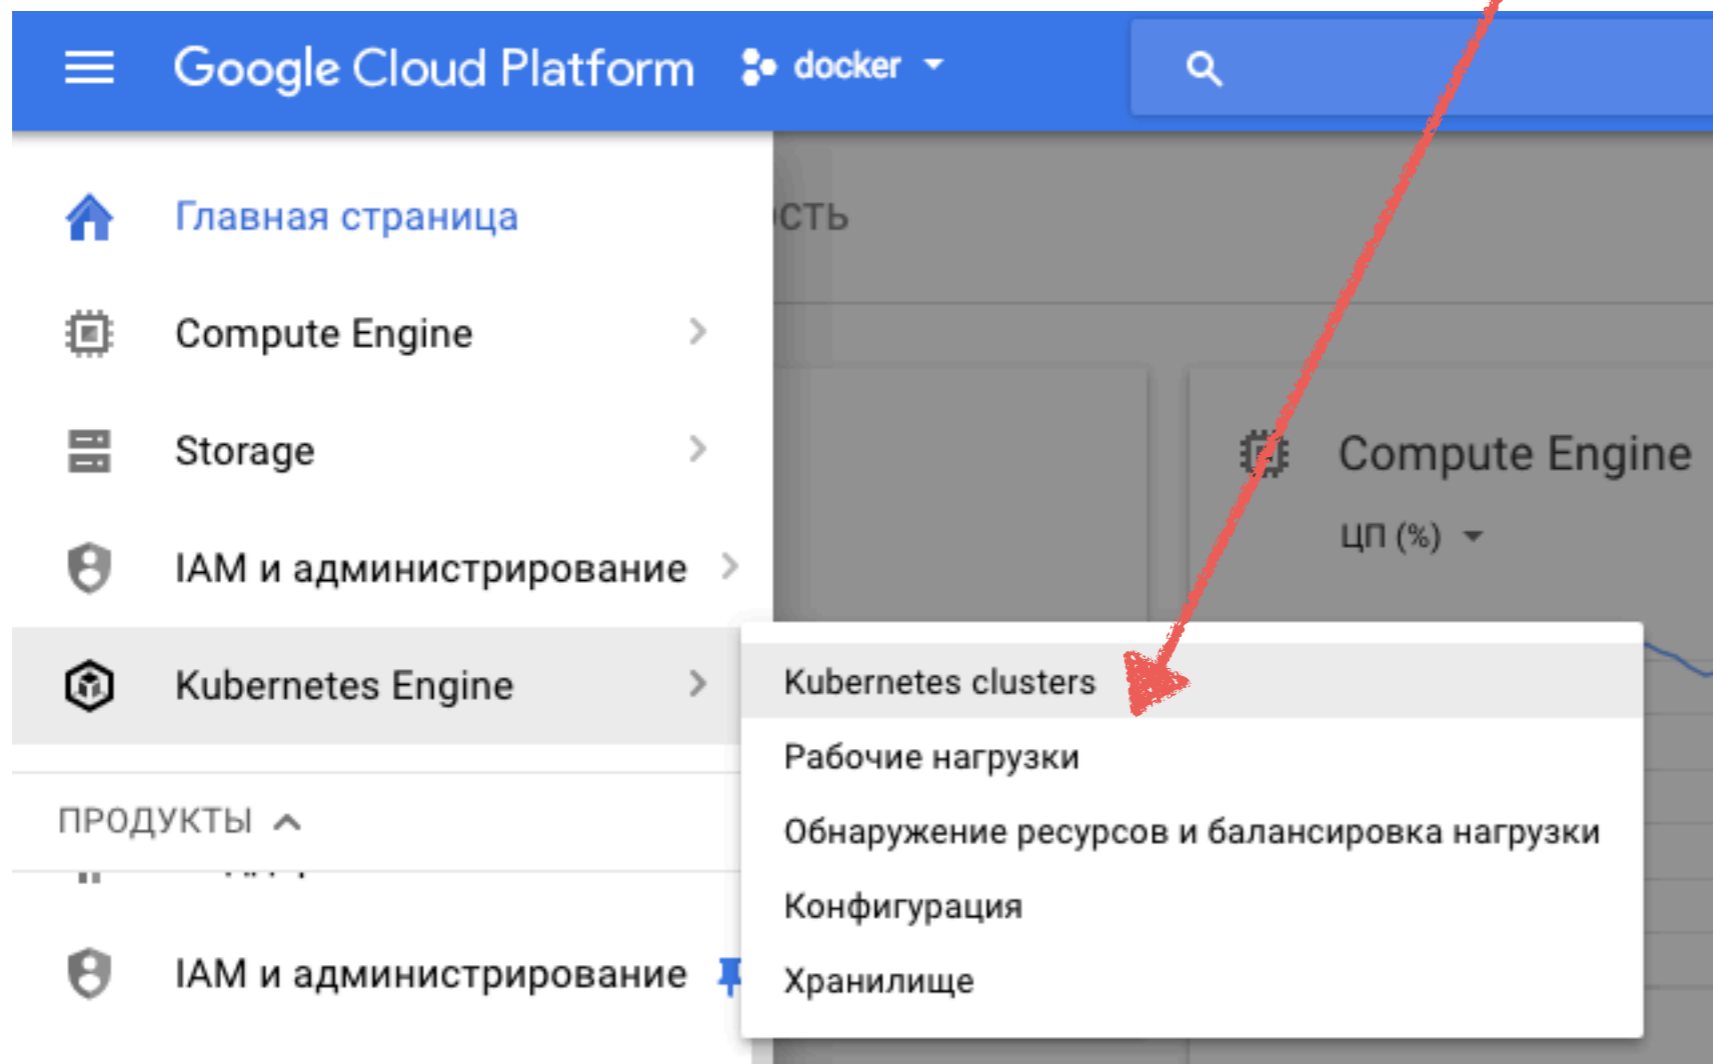 Google Cloud Platform docker
Главная страница
Compute Engine
Storage
IAM и администрирование
Kubernetes Engine
ПРОДУКТЫ
IAM и администрирование
Kubernetes clusters
Рабочие нагрузки
Обнаружение ресурсов и балансировка нагрузки
Конфигурация
Хранилище
Compute Engine
ЦП (%)